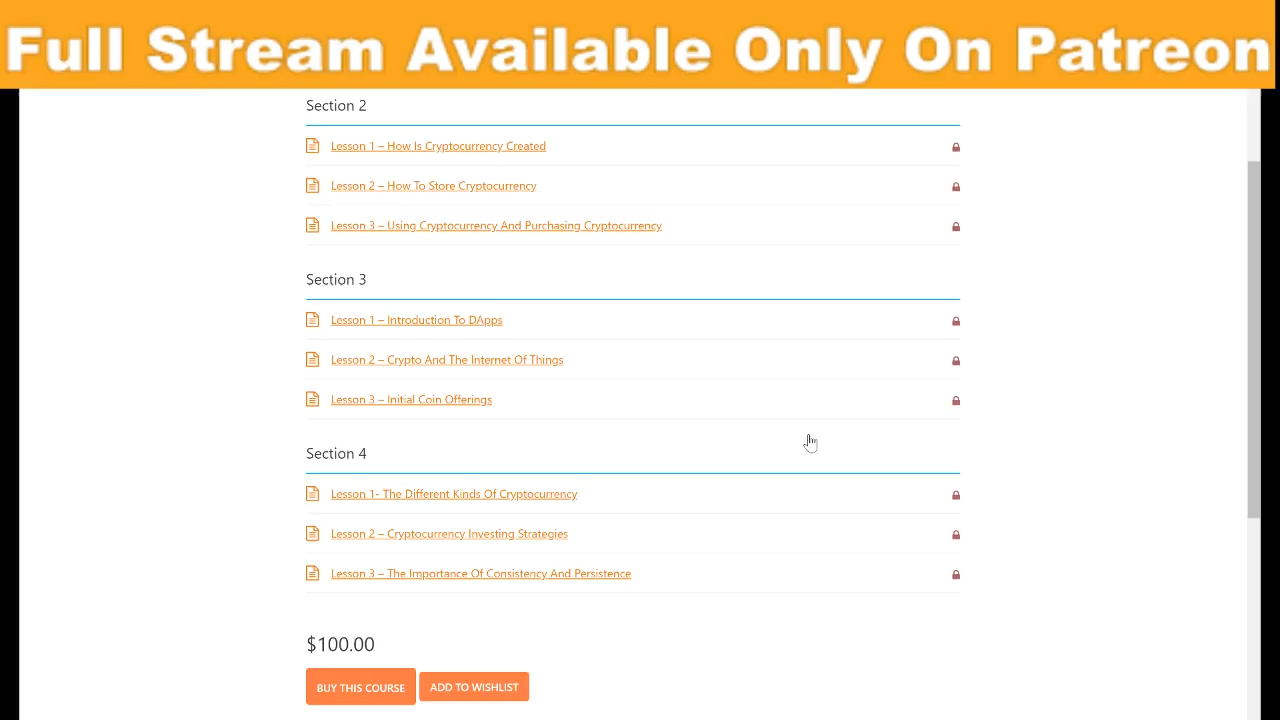 Full Stream Available Only On Patreon
Section 2
Lesson 1 – How Is Cryptocurrency Created
Lesson 2 – How To Store Cryptocurrency
Lesson 3 – Using Cryptocurrency And Purchasing Cryptocurrency
Section 3
Lesson 1 – Introduction To DApps
Lesson 2 – Crypto And The Internet Of Things
Lesson 3 – Initial Coin Offerings
Section 4
Lesson 1- The Different Kinds Of Cryptocurrency
Lesson 2 – Cryptocurrency Investing Strategies
Lesson 3 – The Importance Of Consistency And Persistence
$100.00
BUY THIS COURSE ADD TO WISHLIST